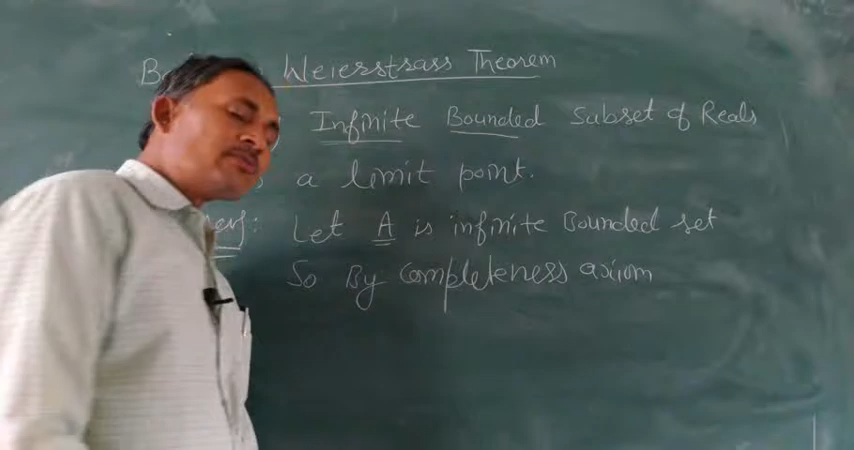 Weierstrass Theorem
Infinite Bounded Subset of Reals
a limit point.
Let A is infinite Bounded set
So By Completeness axiom